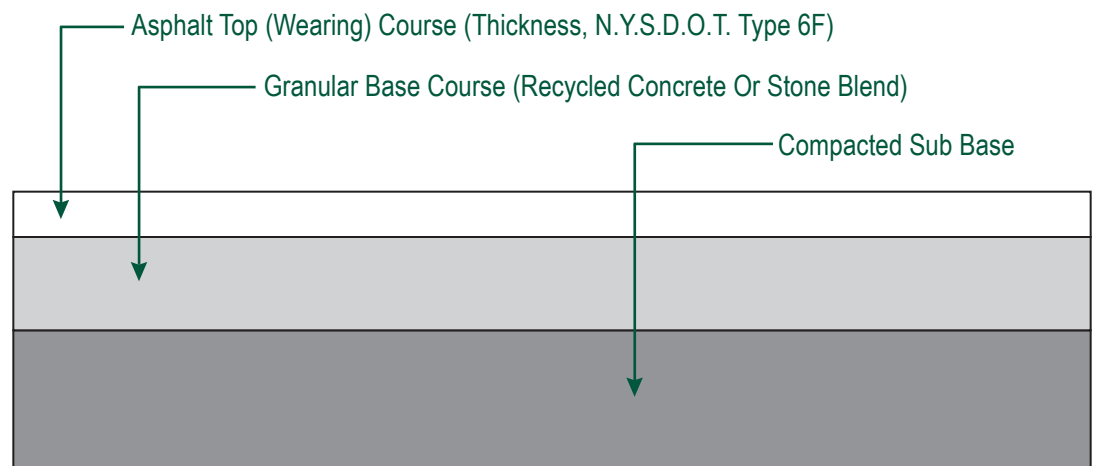 Asphalt Top (Wearing) Course (Thickness, N.Y.S.D.O.T. Type 6F)
Granular Base Course (Recycled Concrete Or Stone Blend)
Compacted Sub Base